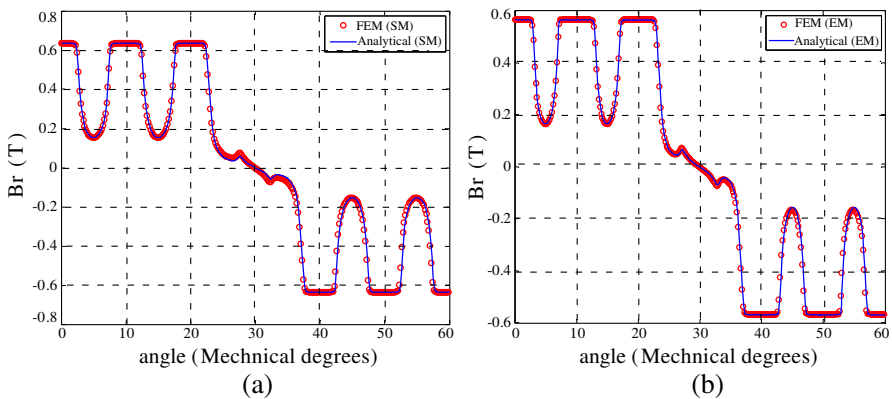 0.8
0.6
0.4
0.2
0
-0.2
-0.4
-0.6
-0.8
Br (T)
0 10 20 30 40 50 60
angle (Mechnical degrees)
FEM (SM)
Analytical (SM)
(a)
0.6
0.4
0.2
0
-0.2
-0.4
-0.6
Br (T)
0 10 20 30 40 50 60
angle (Mechnical degrees)
FEM (EM)
Analytical (EM)
(b)